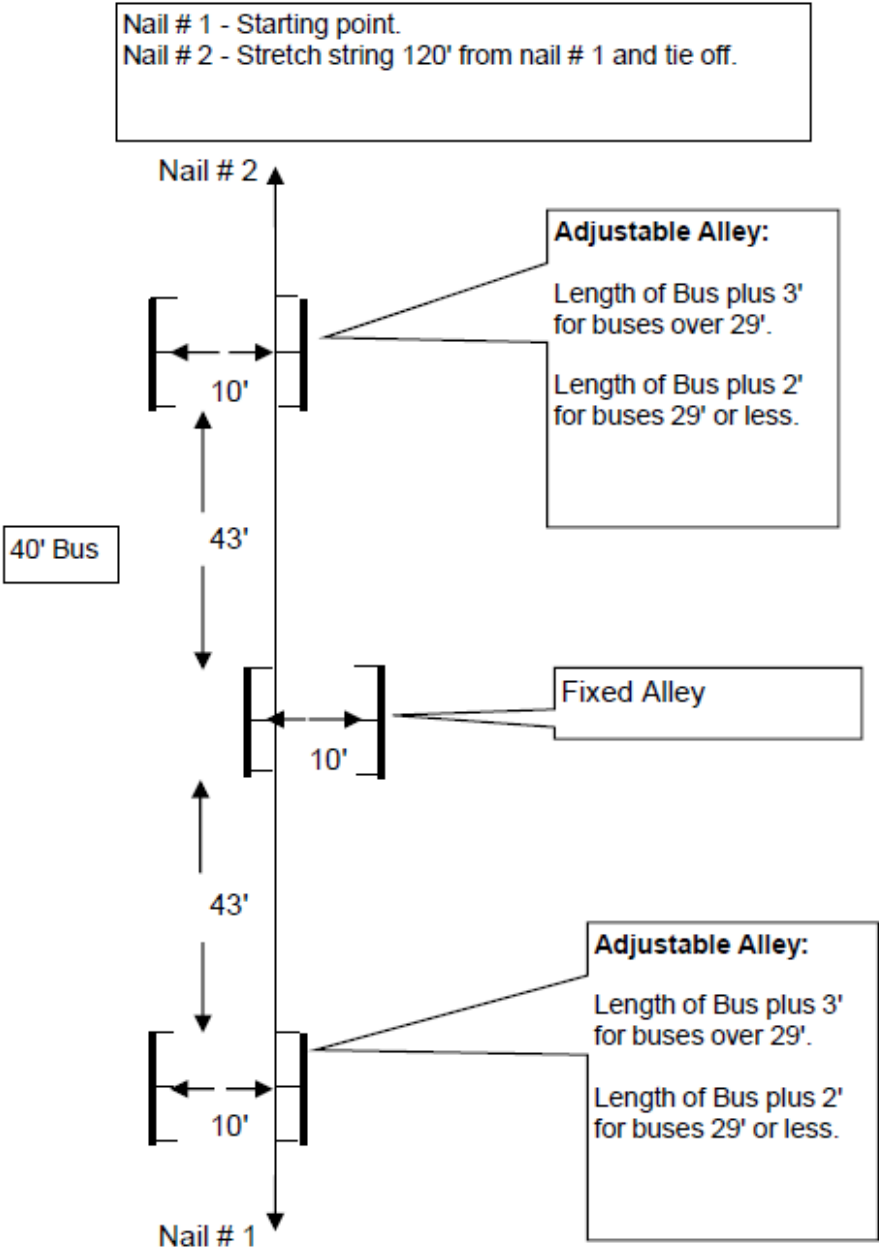 Nail # 1 - Starting point.
Nail # 2 - Stretch string 120' from nail # 1 and tie off.
Nail # 2
Adjustable Alley:
Length of Bus plus 3'
for buses over 29'.
Length of Bus plus 2'
for buses 29' or less.
10'
40' Bus
43'
Fixed Alley
10'
43'
Adjustable Alley:
Length of Bus plus 3'
for buses over 29'.
Length of Bus plus 2'
for buses 29' or less.
10'
Nail # 1